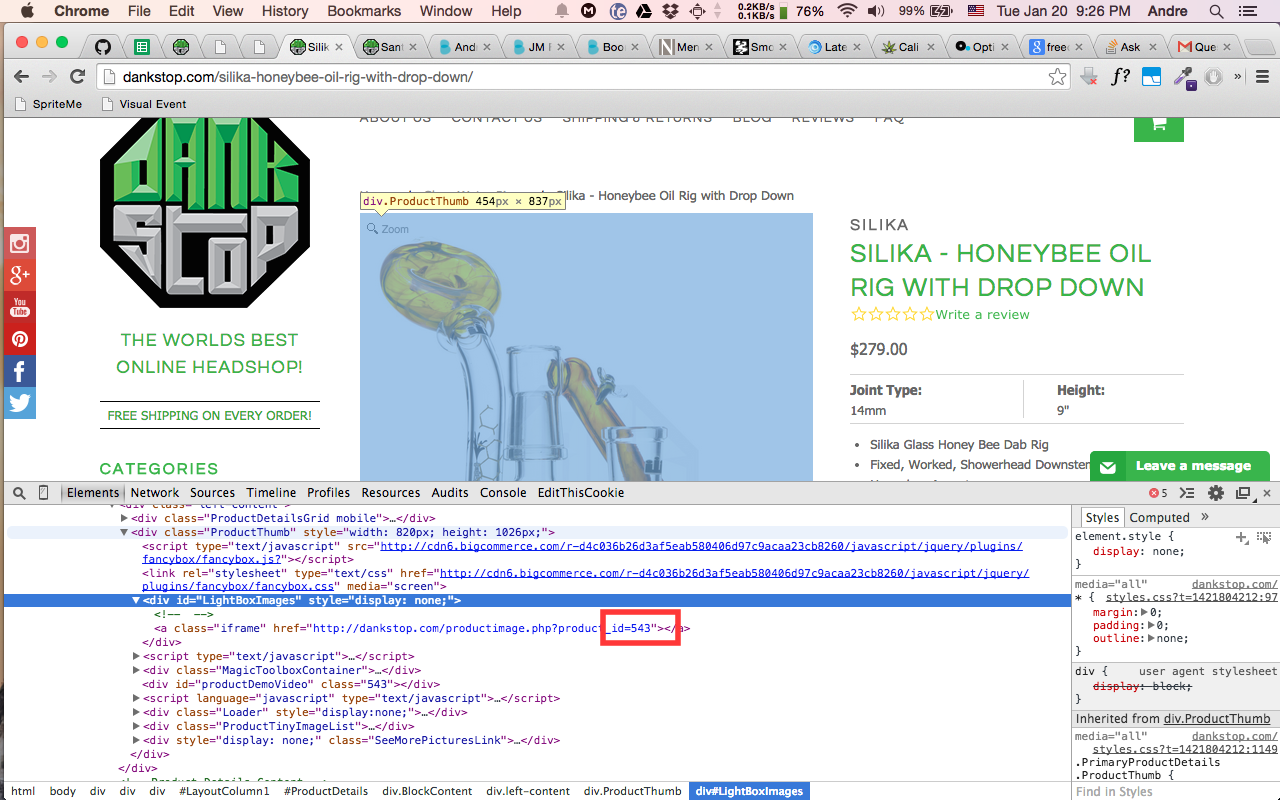 Chrome File Edit View History Bookmarks Window Help 0.2KB/s 0.1KB/s 76% 99% Tue Jan 20 9:26 PM Andre
Silik Sant And JM F Boo Mer Smo Late Cali Opti free Ask Que
dankstop.com/silika-honeybee-oil-rig-with-drop-down/ f? »
SpriteMe Visual Event
ABOUT US CONTACT US SHIPPING & RETURNS BLOG REVIEWS FAQ
DANK
STOP
THE WORLDS BEST
ONLINE HEADSHOP!
FREE SHIPPING ON EVERY ORDER!
CATEGORIES
g+
You
Tube
Silika - Honeybee Oil Rig with Drop Down
div.ProductThumb 454px × 837px
Zoom
SILIKA
SILIKA - HONEYBEE OIL
RIG WITH DROP DOWN
Write a review
$279.00
Joint Type:
14mm
Height:
9"
• Silika Glass Honey Bee Dab Rig
• Fixed, Worked, Showerhead Downstem
Leave a message
Elements Network Sources Timeline Profiles Resources Audits Console EditThisCookie 5
<div class="ProductDetailsGrid mobile">…</div>
<div class="ProductThumb" style="width: 820px; height: 1026px;">
<script type="text/javascript" src="http://cdn6.bigcommerce.com/r-d4c036b26d3af5eab580406d97c9acaa23cb8260/javascript/jquery/plugins/
fancybox/fancybox.js?"></script>
<link rel="stylesheet" type="text/css" href="http://cdn6.bigcommerce.com/r-d4c036b26d3af5eab580406d97c9acaa23cb8260/javascript/jquery/
plugins/fancybox/fancybox.css" media="screen">
<div id="LightBoxImages" style="display: none;">
<!-- -->
<a class="iframe" href="http://dankstop.com/productimage.php?product_id=543"></a>
</div>
<script type="text/javascript">…</script>
<div class="MagicToolboxContainer">…</div>
<div id="productDemoVideo" class="543"></div>
<script language="javascript" type="text/javascript">…</script>
<div class="Loader" style="display:none;">…</div>
<div class="ProductTinyImageList">…</div>
<div style="display: none;" class="SeeMorePicturesLink">…</div>
</div>
</div>
html body div div div #LayoutColumn1 #ProductDetails div.BlockContent div.left-content div.ProductThumb div#LightBoxImages
Styles Computed »
element.style {
display: none;
}
media="all" dankstop.com/
* { styles.css?t=1421804212:97
margin: 0;
padding: 0;
outline: none;
}
div { user agent stylesheet
display: block;
}
Inherited from div.ProductThumb
media="all" dankstop.com/
styles.css?t=1421804212:1149
.PrimaryProductDetails
.ProductThumb {
Find in Styles